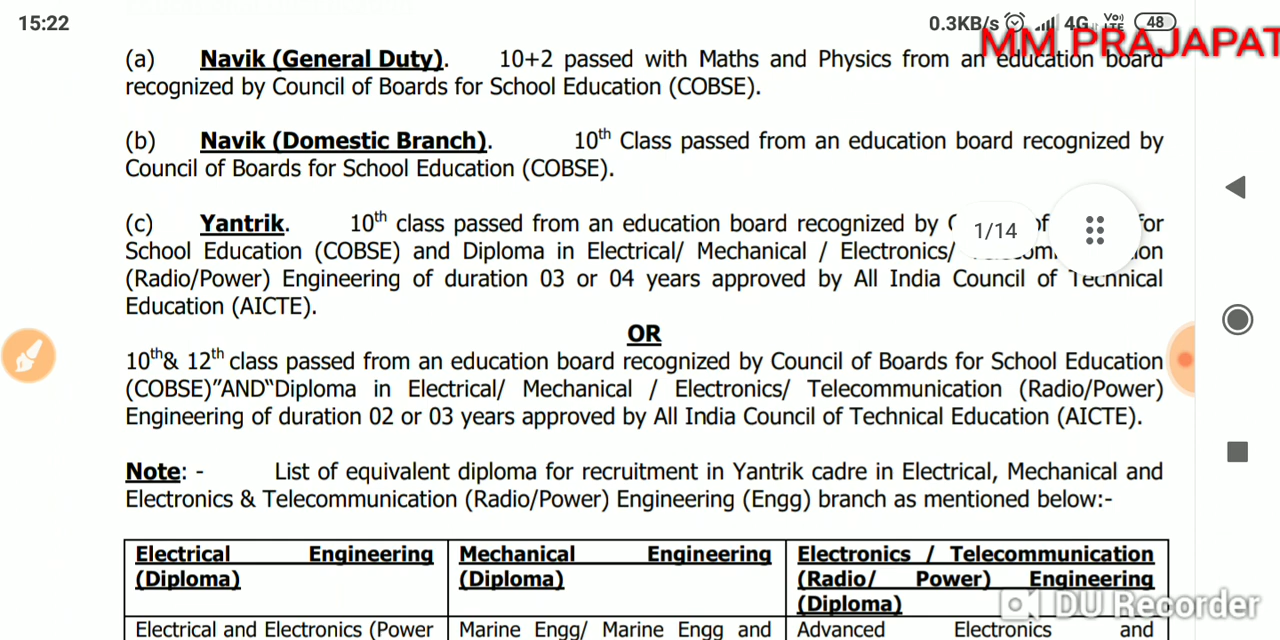 15:22
0.3KB/s 4G Vo) LTE 48
MM PRAJAPAT
(a) Navik (General Duty). 10+2 passed with Maths and Physics from an education board
recognized by Council of Boards for School Education (COBSE).
(b) Navik (Domestic Branch). 10th Class passed from an education board recognized by
Council of Boards for School Education (COBSE).
(c) Yantrik. 10th class passed from an education board recognized by of for
1/14
School Education (COBSE) and Diploma in Electrical/ Mechanical / Electronics/
(Radio/Power) Engineering of duration 03 or 04 years approved by All India Council of Technical
Education (AICTE).
OR
10th& 12th class passed from an education board recognized by Council of Boards for School Education
(COBSE)"AND"Diploma in Electrical/ Mechanical / Electronics/ Telecommunication (Radio/Power)
Engineering of duration 02 or 03 years approved by All India Council of Technical Education (AICTE).
Note: - List of equivalent diploma for recruitment in Yantrik cadre in Electrical, Mechanical and
Electronics & Telecommunication (Radio/Power) Engineering (Engg) branch as mentioned below:-
Electrical Engineering (Diploma)
Mechanical Engineering (Diploma)
Electronics / Telecommunication (Radio/ Power) Engineering (Diploma)
Electrical and Electronics (Power
Marine Engg/ Marine Engg and
Advanced Electronics and
DU Recorder